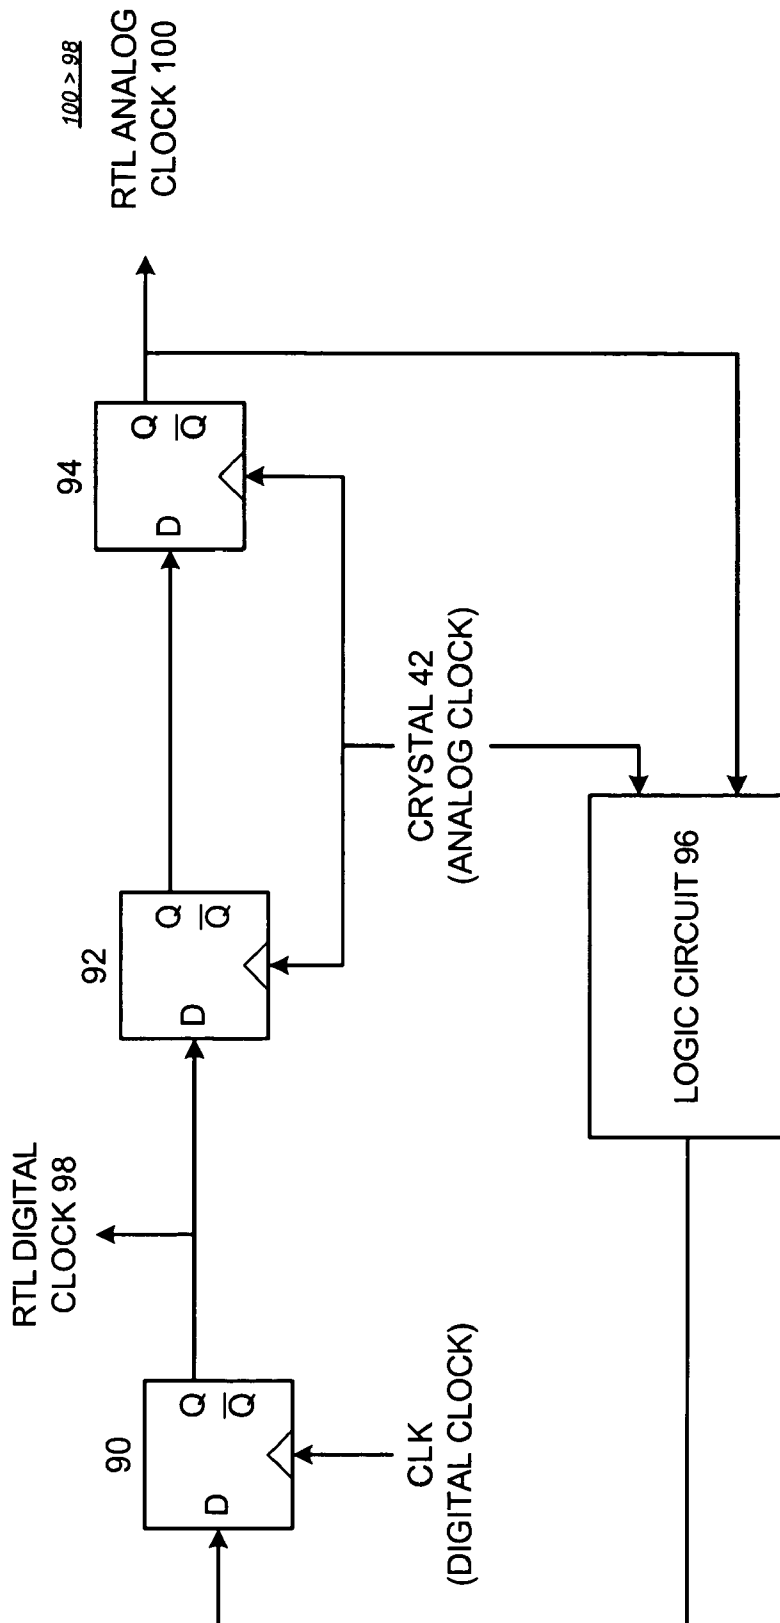 100 > 98
RTL ANALOG
CLOCK 100
94
D
Q
Q
CRYSTAL 42
(ANALOG CLOCK)
92
D
Q
Q
LOGIC CIRCUIT 96
RTL DIGITAL
CLOCK 98
90
D
Q
Q
CLK
(DIGITAL CLOCK)